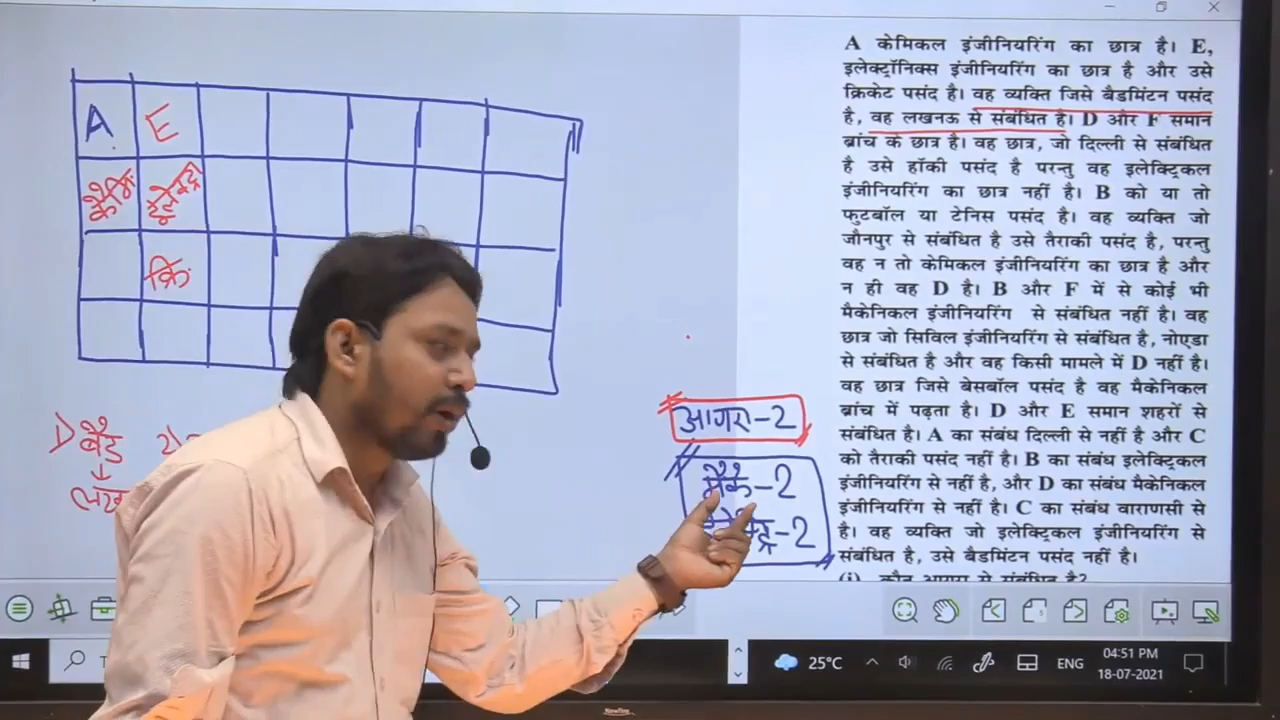 A केमिकल इंजीनियरिंग का छात्र है। E,
इलेक्ट्रॉनिक्स इंजीनियरिंग का छात्र है और उसे
क्रिकेट पसंद है। वह व्यक्ति जिसे बैडमिंटन पसंद
है, वह लखनऊ से संबंधित है। D और F समान
ब्रांच के छात्र है। वह छात्र, जो दिल्ली से संबंधित
है उसे हॉकी पसंद है परन्तु वह इलेक्ट्रिकल
इंजीनियरिंग का छात्र नहीं है। B को या तो
फुटबॉल या टेनिस पसंद है। वह व्यक्ति जो
जौनपुर से संबंधित है उसे तैराकी पसंद है, परन्तु
वह न तो केमिकल इंजीनियरिंग का छात्र है और
न ही वह D है। B और F में से कोई भी
मैकेनिकल इंजीनियरिंग से संबंधित नहीं है। वह
छात्र जो सिविल इंजीनियरिंग से संबंधित है, नोएडा
से संबंधित है और वह किसी मामले में D नहीं है।
वह छात्र जिसे बेसबॉल पसंद है वह मैकेनिकल
ब्रांच में पढ़ता है। D और E समान शहरों से
संबंधित है। A का संबंध दिल्ली से नहीं है और C
को तैराकी पसंद नहीं है। B का संबंध इलेक्ट्रिकल
इंजीनियरिंग से नहीं है, और D का संबंध मैकेनिकल
इंजीनियरिंग से नहीं है। C का संबंध वाराणसी से
है। वह व्यक्ति जो इलेक्ट्रिकल इंजीनियरिंग से
संबंधित है, उसे बैडमिंटन पसंद नहीं है।
(i) कौन आगरा से संबंधित है?
A E
कैमि.
क्रि.
D बैड
आगरा-2
मैके-2
-2
25°C
ENG
04:51 PM
18-07-2021